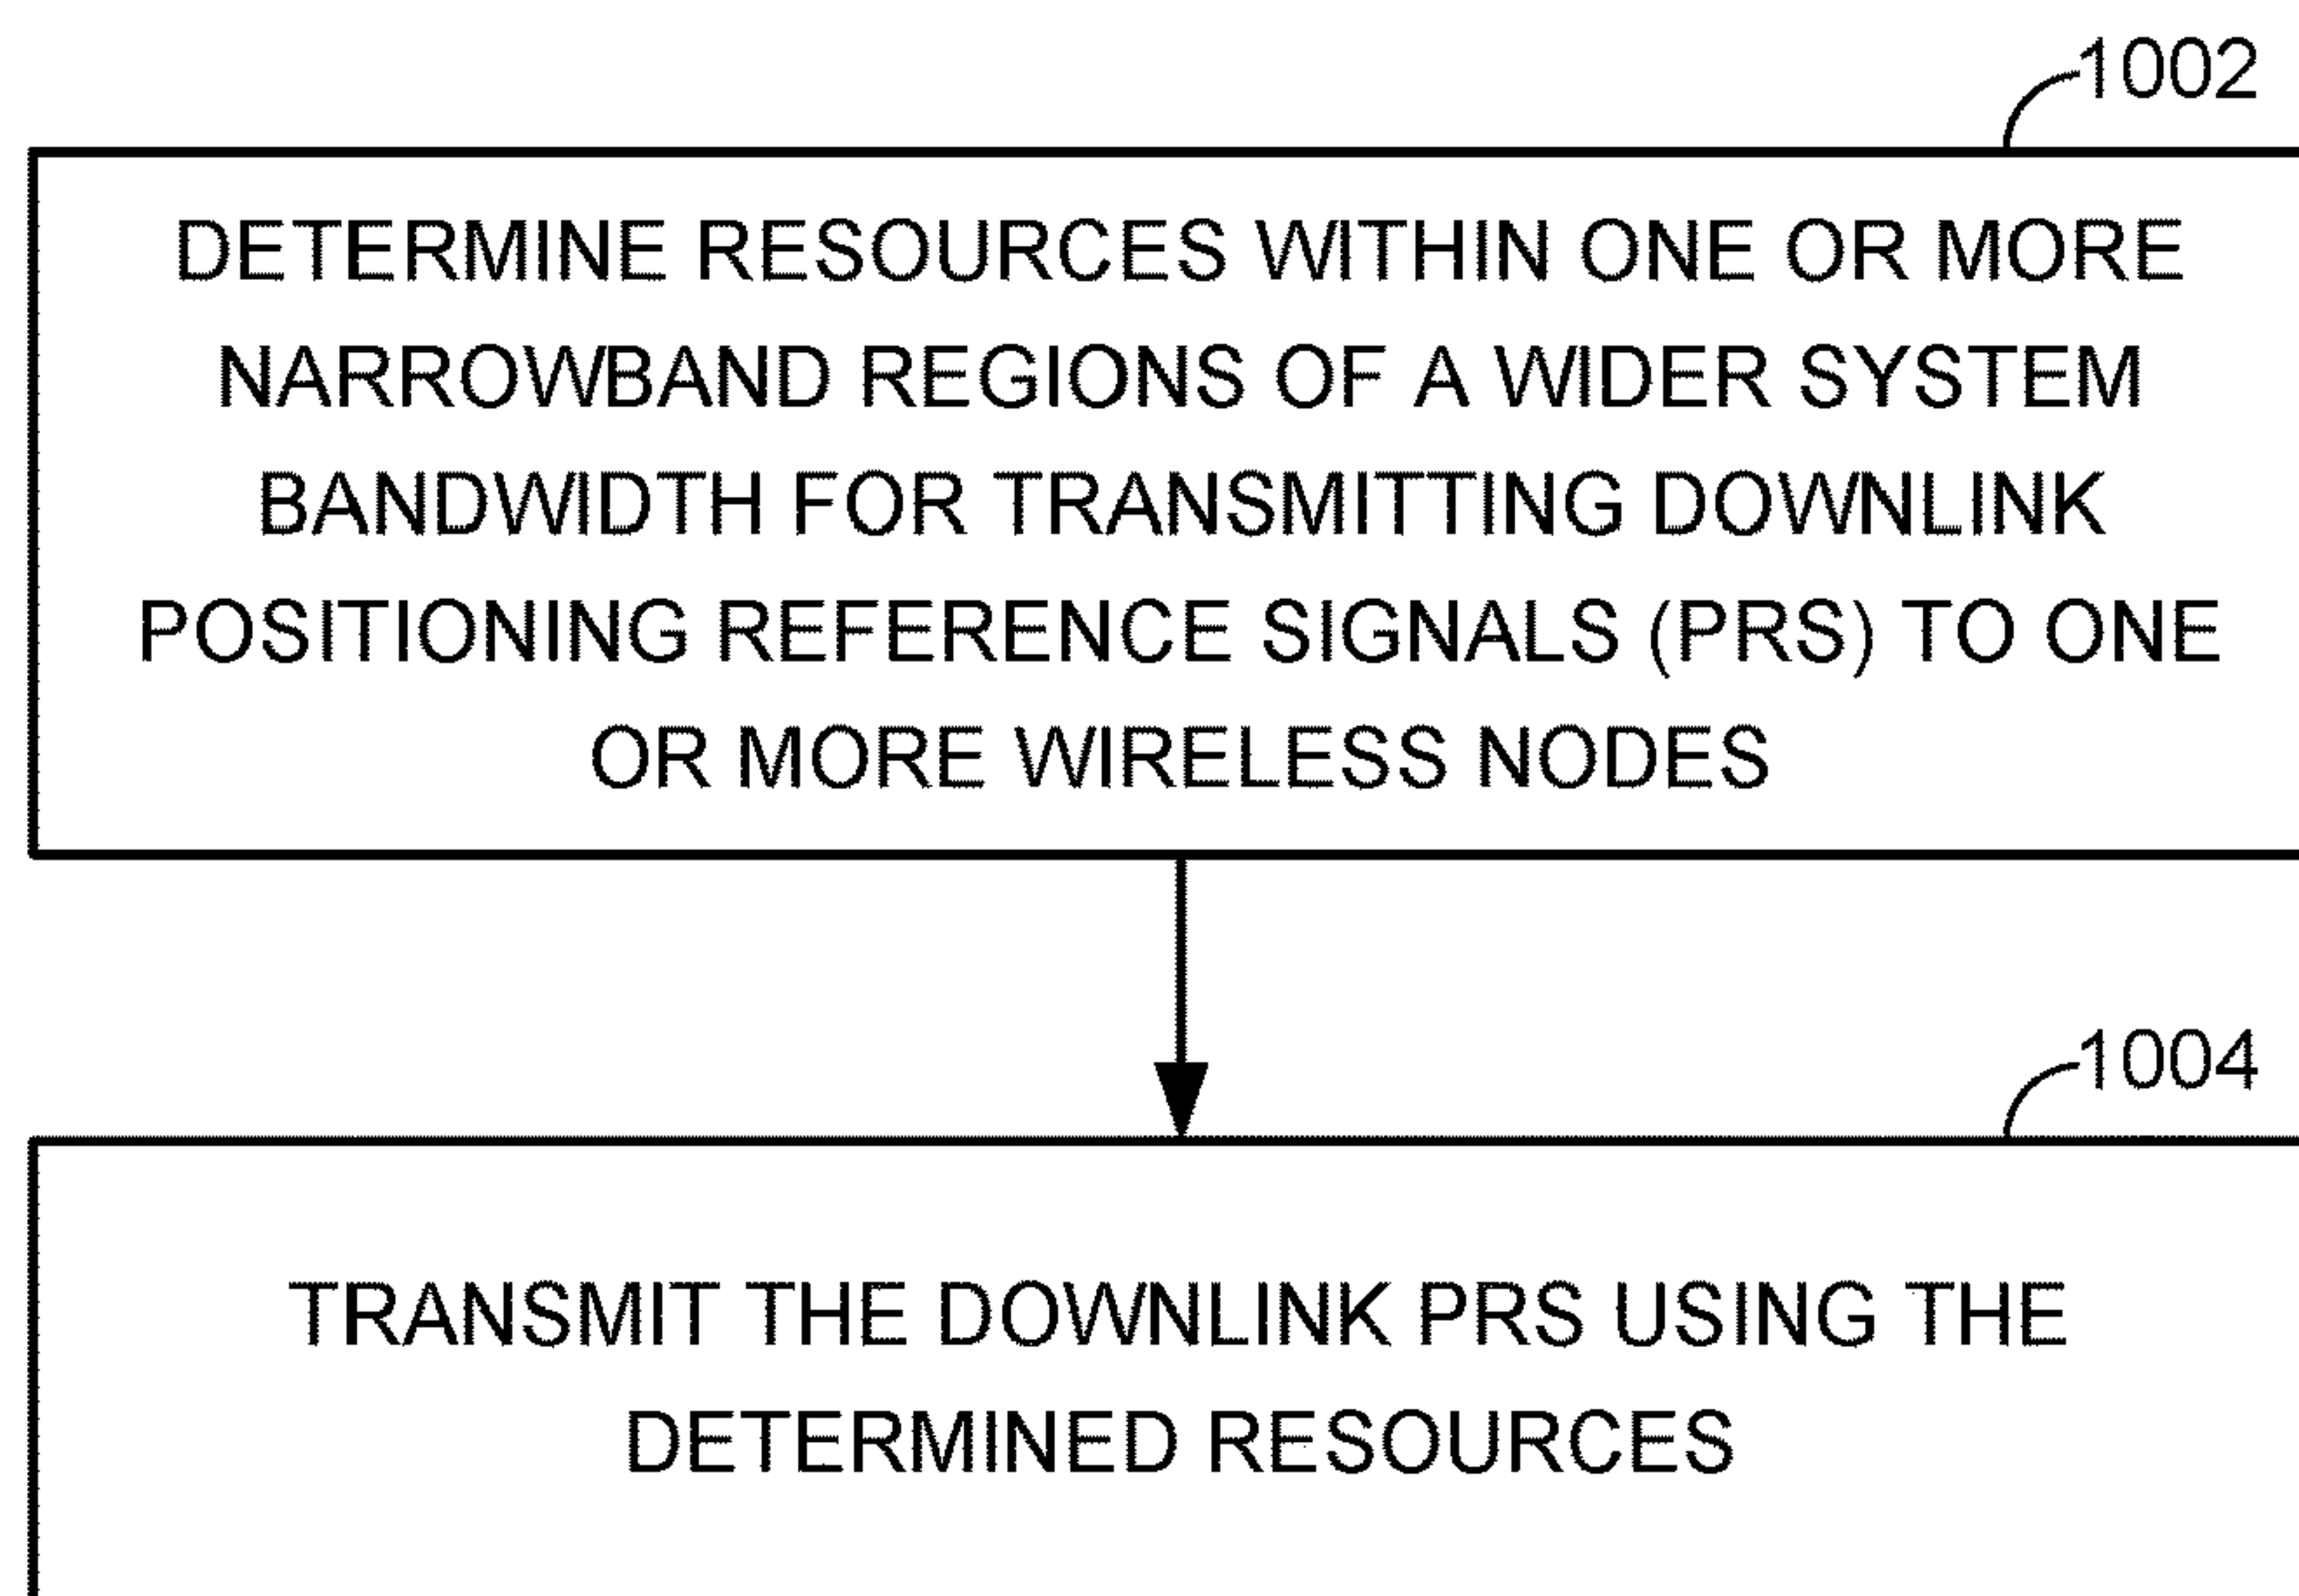 1002
DETERMINE RESOURCES WITHIN ONE OR MORE
NARROWBAND REGIONS OF A WIDER SYSTEM
BANDWIDTH FOR TRANSMITTING DOWNLINK
POSITIONING REFERENCE SIGNALS (PRS) TO ONE
OR MORE WIRELESS NODES
1004
TRANSMIT THE DOWNLINK PRS USING THE
DETERMINED RESOURCES